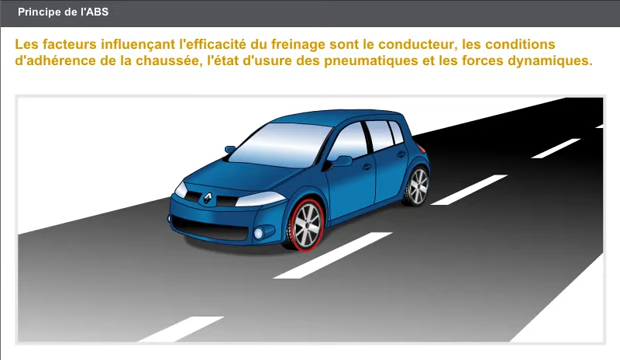 Principe de l'ABS
Les facteurs influençant l'efficacité du freinage sont le conducteur, les conditions
d'adhérence de la chaussée, l'état d'usure des pneumatiques et les forces dynamiques.